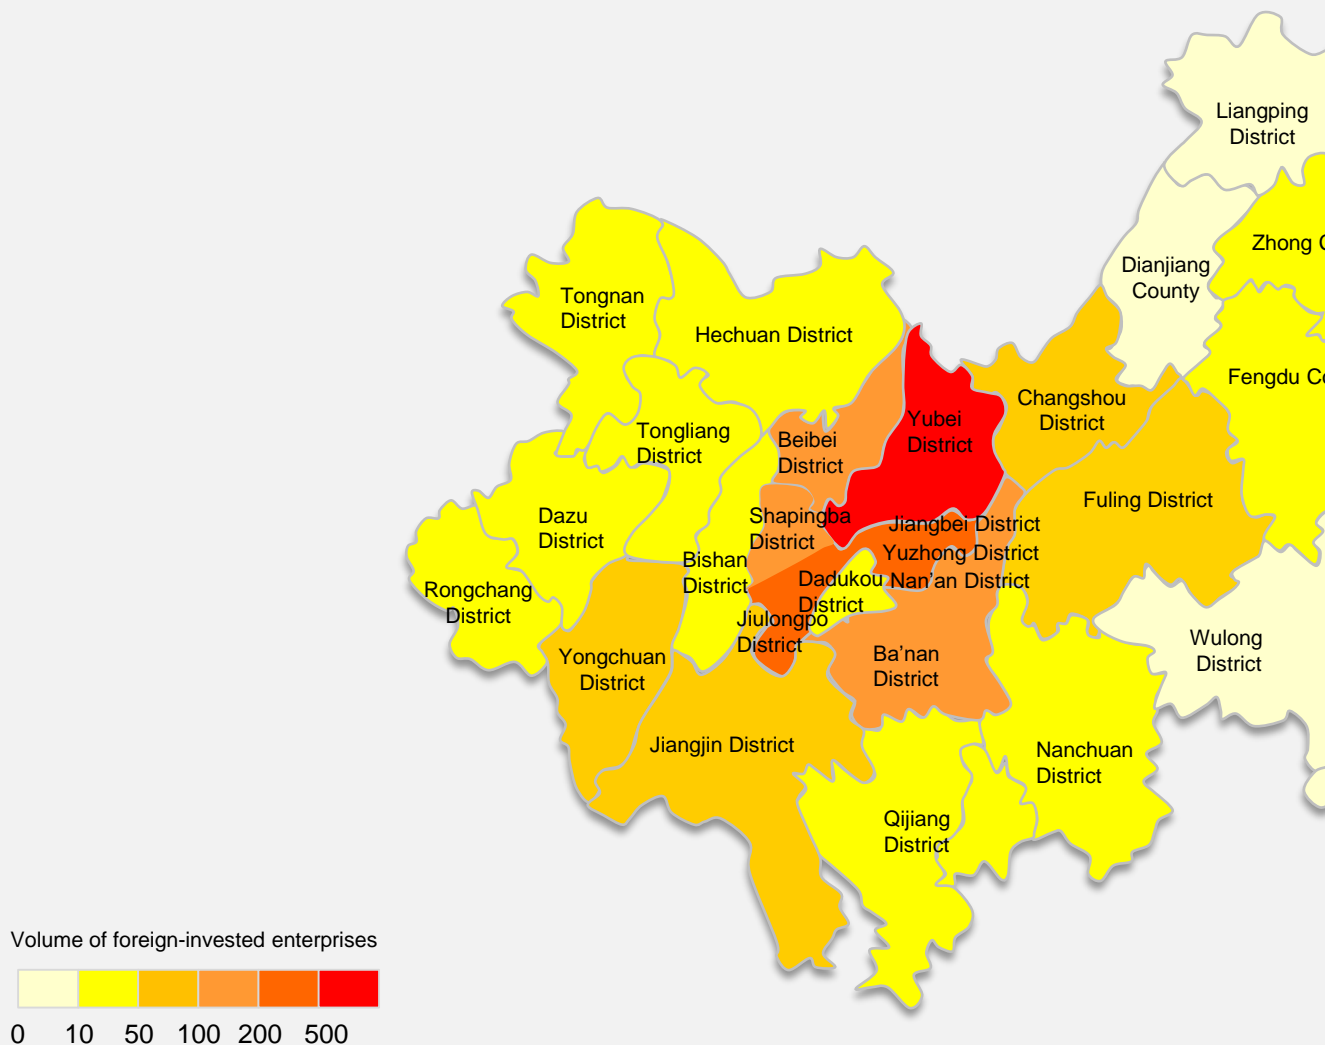 Liangping
District
Zhong C
Dianjiang
County
Tongnan
District
Hechuan District
Fengdu Co
Changshou
District
Yubei
District
Tongliang
District
Beibei
District
Fuling District
Dazu
District
Shapingba
District
Jiangbei District
Yuzhong District
Bishan
District
Dadukou
District
Nan’an District
Rongchang
District
Jiulongpo
District
Wulong
District
Yongchuan
District
Ba’nan
District
Jiangjin District
Nanchuan
District
Qijiang
District
Volume of foreign-invested enterprises
0 10 50 100 200 500